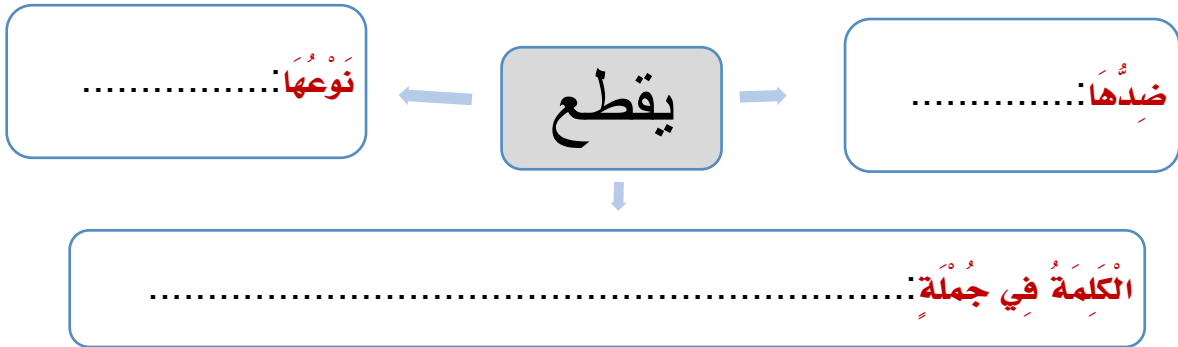 ضِدُّهَا:..............
يقطع
نَوْعُهَا:................
الْكَلِمَةُ فِي جُمْلَةٍ:................................................................